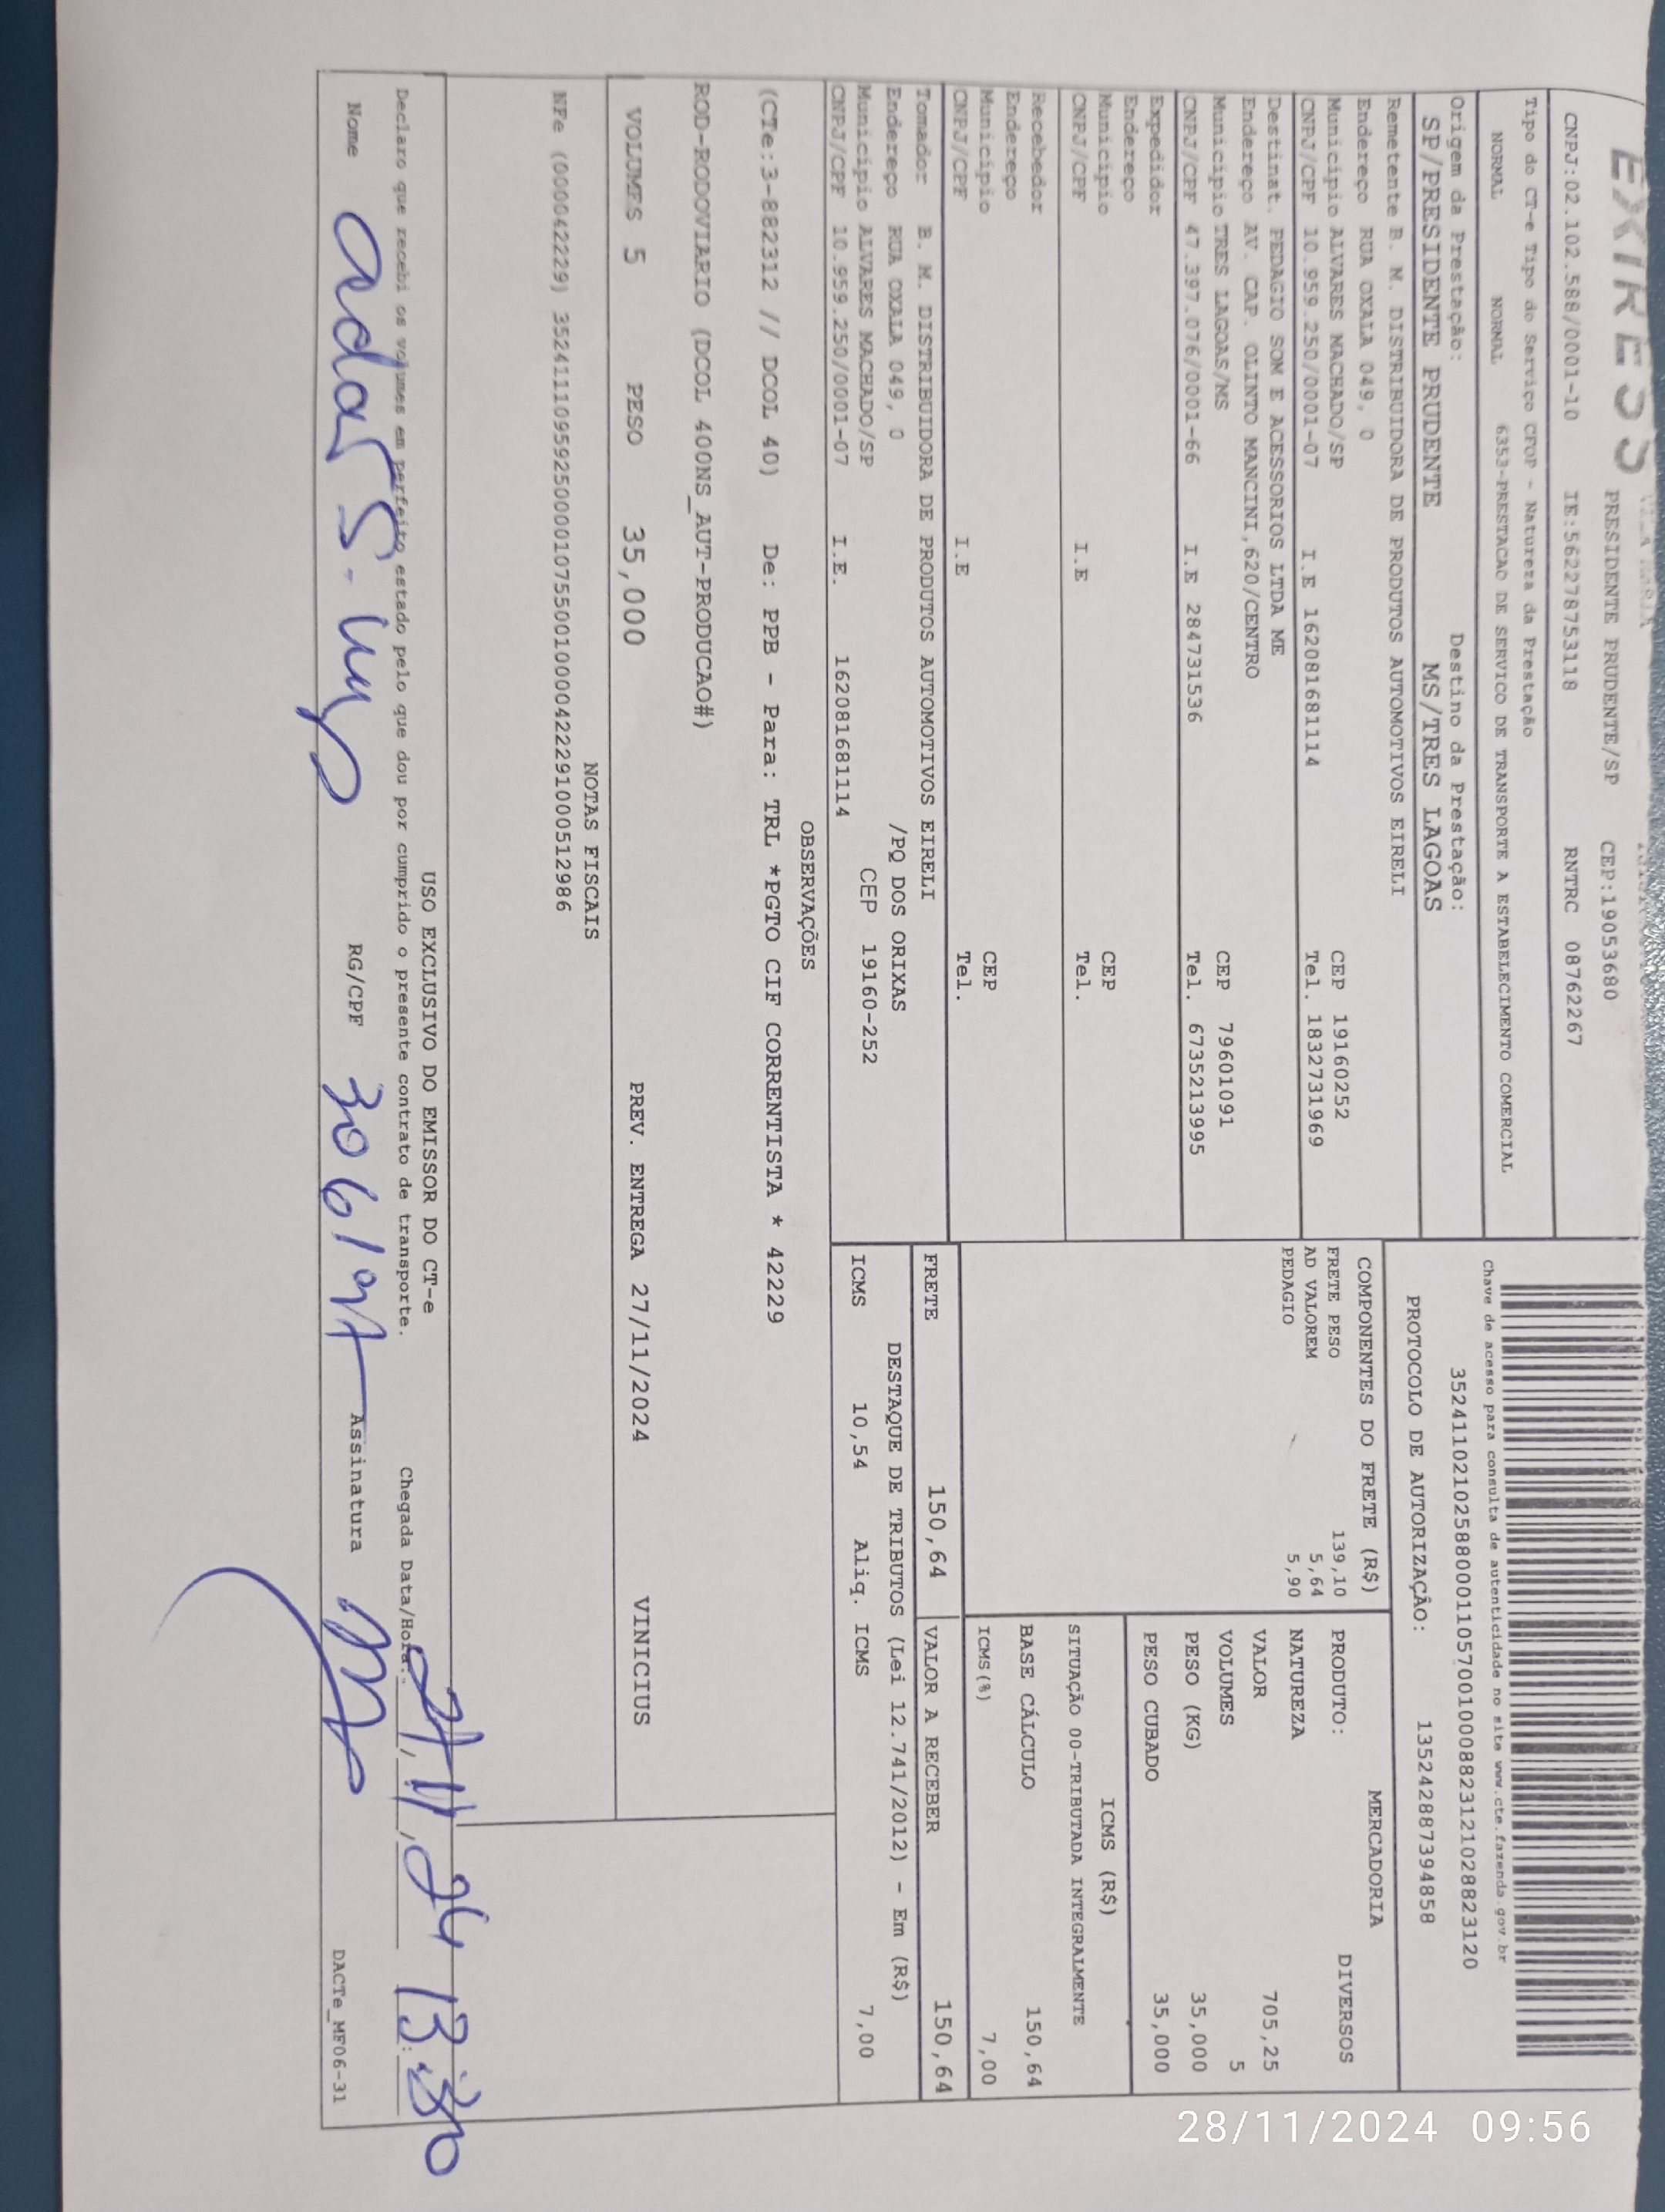 EXPRESS
PRESIDENTE PRUDENTE/SP CEP:19053680
CNPJ:02.102.588/0001-10 IE:562278753118 RNTRC 08762267
Tipo do CT-e Tipo do Serviço CFOP - Natureza da Prestação
NORMAL NORMAL 6353-PRESTACAO DE SERVICO DE TRANSPORTE A ESTABELECIMENTO COMERCIAL
Origem da Prestação: Destino da Prestação:
SP/PRESIDENTE PRUDENTE MS/TRES LAGOAS
Chave de acesso para consulta de autenticidade no site www.cte.fazenda.gov.br
35241102102588000110570010008823121028823120
PROTOCOLO DE AUTORIZAÇÃO: 135242887394858
Remetente B. M. DISTRIBUIDORA DE PRODUTOS AUTOMOTIVOS EIRELI
Endereço RUA OXALA 049, 0
Município ALVARES MACHADO/SP CEP 19160252
CNPJ/CPF 10.959.250/0001-07 I.E 162081681114 Tel. 1832731969
Destinat. PEDAGIO SOM E ACESSORIOS LTDA ME
Endereço AV. CAP. OLINTO MANCINI,620/CENTRO
Município TRES LAGOAS/MS CEP 79601091
CNPJ/CPF 47.397.076/0001-66 I.E 284731536 Tel. 6735213995
Expedidor
Endereço
Município CEP
CNPJ/CPF I.E Tel.
Recebedor
Endereço
Município CEP
CNPJ/CPF I.E Tel.
Tomador B. M. DISTRIBUIDORA DE PRODUTOS AUTOMOTIVOS EIRELI
Endereço RUA OXALA 049, 0 /PQ DOS ORIXAS
Município ALVARES MACHADO/SP CEP 19160-252
CNPJ/CPF 10.959.250/0001-07 I.E. 162081681114
COMPONENTES DO FRETE (R$)
FRETE PESO 139,10
AD VALOREM 5,64
PEDAGIO 5,90
MERCADORIA
PRODUTO: DIVERSOS
NATUREZA
VALOR 705,25
VOLUMES 5
PESO (KG) 35,000
PESO CUBADO 35,000
ICMS (R$)
SITUAÇÃO 00-TRIBUTADA INTEGRALMENTE
BASE CÁLCULO 150,64
ICMS(%) 7,00
FRETE 150,64 VALOR A RECEBER 150,64
DESTAQUE DE TRIBUTOS (Lei 12.741/2012) - Em (R$)
ICMS 10,54 Aliq. ICMS 7,00
OBSERVAÇÕES
(CTe:3-882312 // DCOL 40) De: PPB - Para: TRL *PGTO CIF CORRENTISTA * 42229
ROD-RODOVIARIO (DCOL 400NS_AUT-PRODUCAO#)
VOLUMES 5 PESO 35,000 PREV. ENTREGA 27/11/2024 VINICIUS
NOTAS FISCAIS
NFe (000042229) 35241110959250000107550010000422291000512986
USO EXCLUSIVO DO EMISSOR DO CT-e
Declaro que recebi os volumes em perfeito estado pelo que dou por cumprido o presente contrato de transporte. Chegada Data/Hora: 27/11/24 13:30
Nome RG/CPF Assinatura DACTe_MF06-31
28/11/2024 09:56